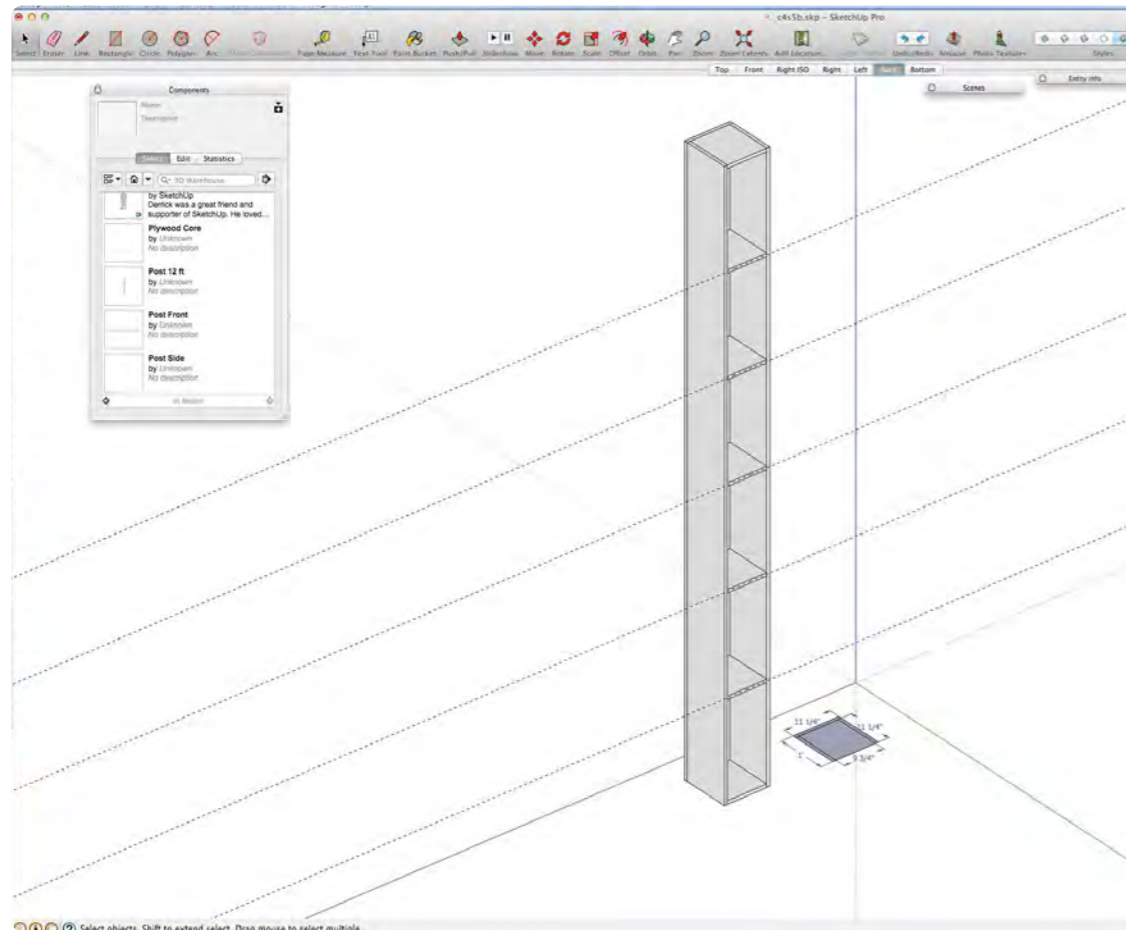 c4s5b.skp - SketchUp Pro
Select Eraser Line Rectangle Circle Polygon Arc Make Component Tape Measure Text Tool Paint Bucket Push/Pull Slideshow Move Rotate Scale Offset Orbit Pan Zoom Zoom Extents Add Location Undo/Redo Photo Textures Styles
Top Front Right ISO Right Left Back Bottom
Entity Info
Scenes
Components
Name
Description
Select Edit Statistics
3D Warehouse
by SketchUp
Derrick was a great friend and
supporter of SketchUp. He loved...
Plywood Core
by Unknown
No description
Post 12 ft
by Unknown
No description
Post Front
by Unknown
No description
Post Side
by Unknown
No description
In Model
11 1/4"
11 1/4"
1'
9 3/4"
Select objects. Shift to extend select. Drag mouse to select multiple.